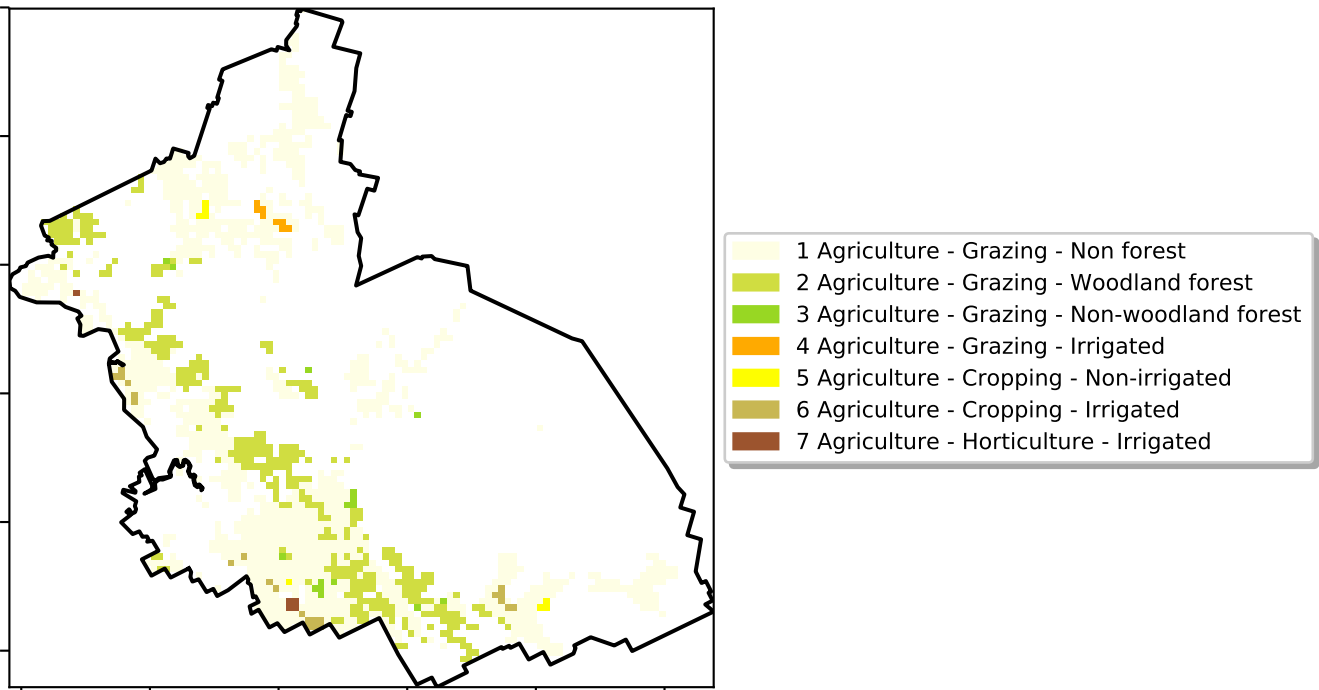 1 Agriculture - Grazing - Non forest
2 Agriculture - Grazing - Woodland forest
3 Agriculture - Grazing - Non-woodland forest
4 Agriculture - Grazing - Irrigated
5 Agriculture - Cropping - Non-irrigated
6 Agriculture - Cropping - Irrigated
7 Agriculture - Horticulture - Irrigated